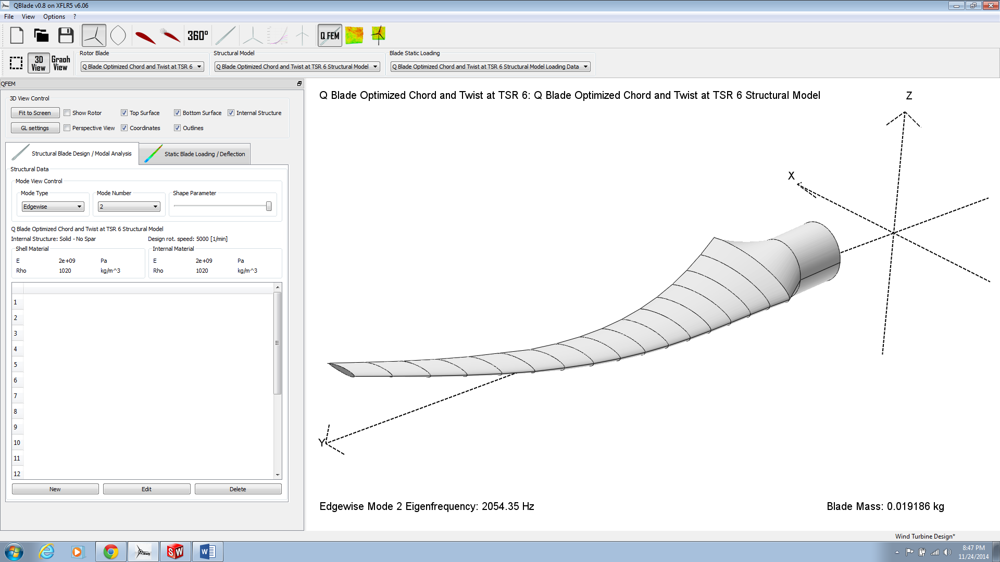 QBlade v0.8 on XFLR5 v6.06
File View Options ?
360°
Q FEM
3D View
Graph View
Rotor Blade
Q Blade Optimized Chord and Twist at TSR 6
Structural Model
Q Blade Optimized Chord and Twist at TSR 6 Structural Model
Blade Static Loading
Q Blade Optimized Chord and Twist at TSR 6 Structural Model Loading Data
QFEM
3D View Control
Fit to Screen Show Rotor Top Surface Bottom Surface Internal Structure
GL settings Perspective View Coordinates Outlines
Structural Blade Design / Modal Analysis Static Blade Loading / Deflection
Structural Data
Mode View Control
Mode Type Mode Number Shape Parameter
Edgewise 2
Q Blade Optimized Chord and Twist at TSR 6 Structural Model
Internal Structure: Solid - No Spar Design rot. speed: 5000 [1/min]
Shell Material Internal Material
E 2e+09 Pa E 2e+09 Pa
Rho 1020 kg/m^3 Rho 1020 kg/m^3
1
2
3
4
5
6
7
8
9
10
11
12
New Edit Delete
Q Blade Optimized Chord and Twist at TSR 6: Q Blade Optimized Chord and Twist at TSR 6 Structural Model
Z
X
Y
Edgewise Mode 2 Eigenfrequency: 2054.35 Hz
Blade Mass: 0.019186 kg
Wind Turbine Design*
8:47 PM
11/24/2014